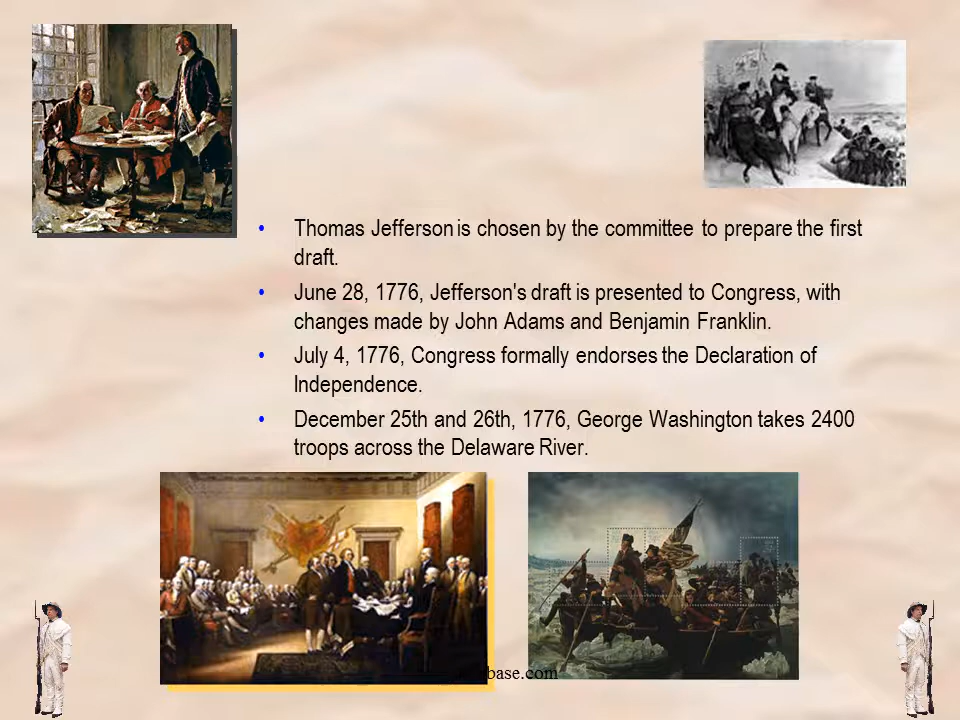 • Thomas Jefferson is chosen by the committee to prepare the first
draft.
• June 28, 1776, Jefferson's draft is presented to Congress, with
changes made by John Adams and Benjamin Franklin.
• July 4, 1776, Congress formally endorses the Declaration of
Independence.
• December 25th and 26th, 1776, George Washington takes 2400
troops across the Delaware River.
base.com